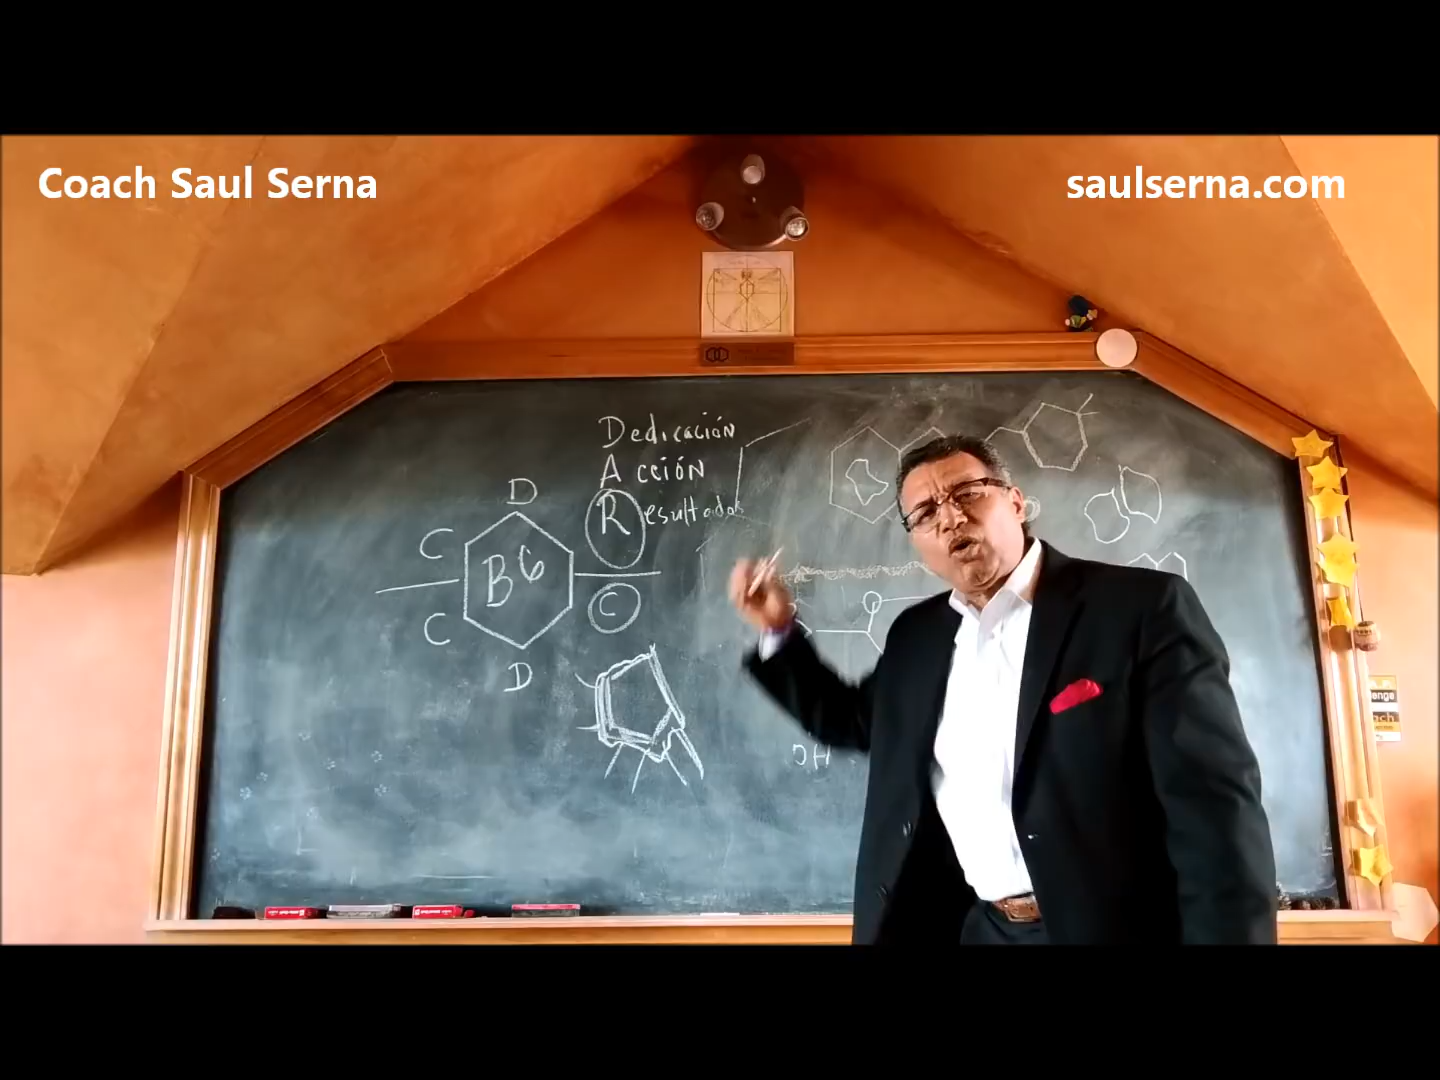 Coach Saul Serna
saulserna.com
Dedicación
Acción
Resultados
D
C
B6
C
C
D
OH